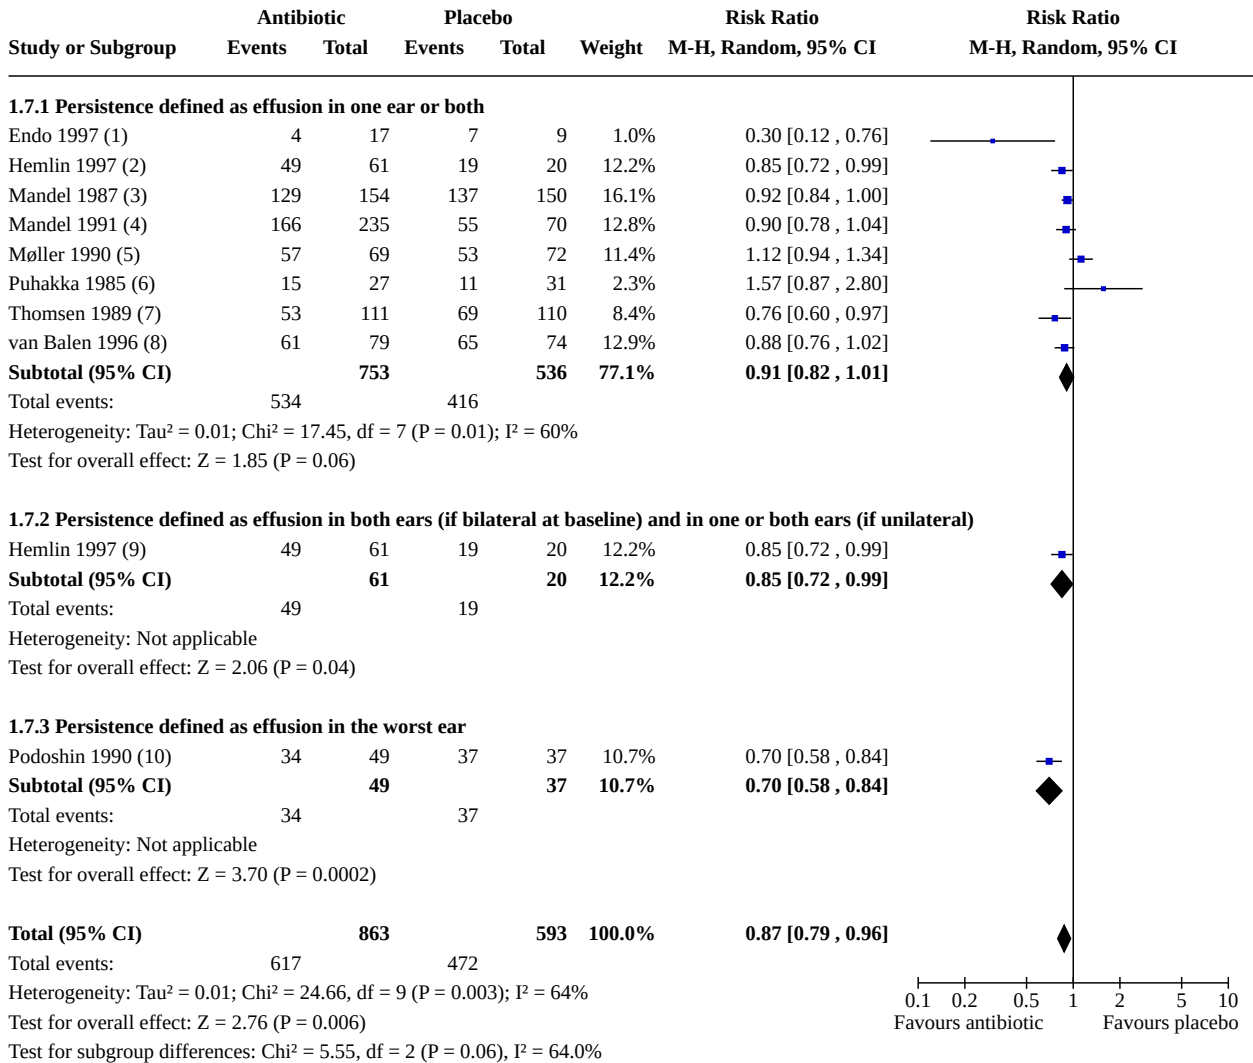 Antibiotic Placebo Risk Ratio Risk Ratio
Study or Subgroup Events Total Events Total Weight M-H, Random, 95% CI M-H, Random, 95% CI
1.7.1 Persistence defined as effusion in one ear or both
Endo 1997 (1) 4 17 7 9 1.0% 0.30 [0.12 , 0.76]
Hemlin 1997 (2) 49 61 19 20 12.2% 0.85 [0.72 , 0.99]
Mandel 1987 (3) 129 154 137 150 16.1% 0.92 [0.84 , 1.00]
Mandel 1991 (4) 166 235 55 70 12.8% 0.90 [0.78 , 1.04]
Møller 1990 (5) 57 69 53 72 11.4% 1.12 [0.94 , 1.34]
Puhakka 1985 (6) 15 27 11 31 2.3% 1.57 [0.87 , 2.80]
Thomsen 1989 (7) 53 111 69 110 8.4% 0.76 [0.60 , 0.97]
van Balen 1996 (8) 61 79 65 74 12.9% 0.88 [0.76 , 1.02]
Subtotal (95% CI) 753 536 77.1% 0.91 [0.82 , 1.01]
Total events: 534 416
Heterogeneity: Tau² = 0.01; Chi² = 17.45, df = 7 (P = 0.01); I² = 60%
Test for overall effect: Z = 1.85 (P = 0.06)
1.7.2 Persistence defined as effusion in both ears (if bilateral at baseline) and in one or both ears (if unilateral)
Hemlin 1997 (9) 49 61 19 20 12.2% 0.85 [0.72 , 0.99]
Subtotal (95% CI) 61 20 12.2% 0.85 [0.72 , 0.99]
Total events: 49 19
Heterogeneity: Not applicable
Test for overall effect: Z = 2.06 (P = 0.04)
1.7.3 Persistence defined as effusion in the worst ear
Podoshin 1990 (10) 34 49 37 37 10.7% 0.70 [0.58 , 0.84]
Subtotal (95% CI) 49 37 10.7% 0.70 [0.58 , 0.84]
Total events: 34 37
Heterogeneity: Not applicable
Test for overall effect: Z = 3.70 (P = 0.0002)
Total (95% CI) 863 593 100.0% 0.87 [0.79 , 0.96]
Total events: 617 472
Heterogeneity: Tau² = 0.01; Chi² = 24.66, df = 9 (P = 0.003); I² = 64%
0.1 0.2 0.5 1 2 5 10
Test for overall effect: Z = 2.76 (P = 0.006)
Favours antibiotic Favours placebo
Test for subgroup differences: Chi² = 5.55, df = 2 (P = 0.06), I² = 64.0%